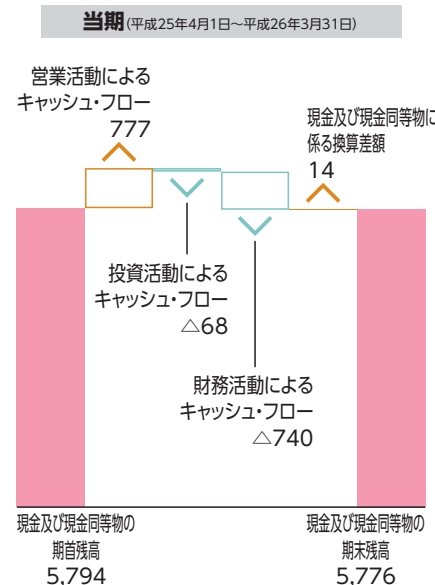 当期(平成25年4月1日~平成26年3月31日)
営業活動による
キャッシュ・フロー
777
現金及び現金同等物に
係る換算差額
14
投資活動による
キャッシュ・フロー
△68
財務活動による
キャッシュ・フロー
△740
現金及び現金同等物の
期首残高
5,794
現金及び現金同等物の
期末残高
5,776